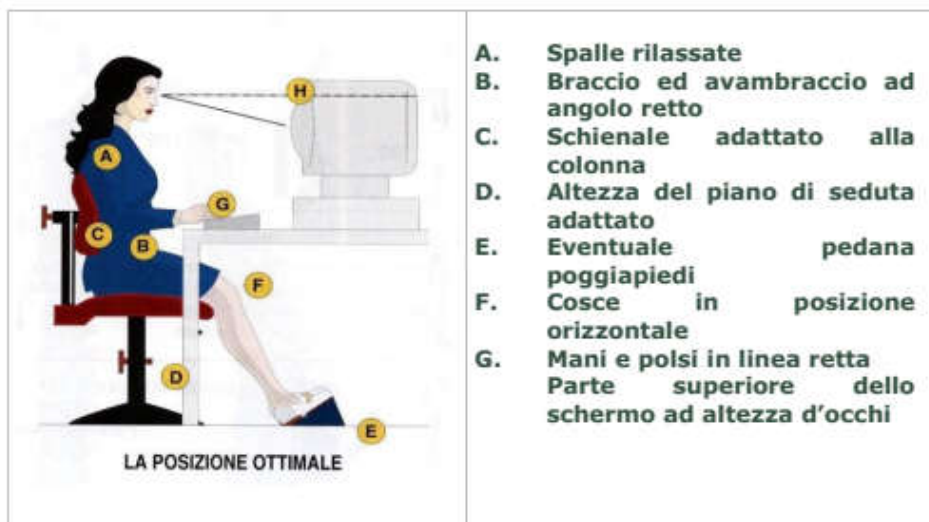 A
B
C
D
E
F
G
H
LA POSIZIONE OTTIMALE
A. Spalle rilassate
B. Braccio ed avambraccio ad
angolo retto
C. Schienale adattato alla
colonna
D. Altezza del piano di seduta
adattato
E. Eventuale pedana
poggiapiedi
F. Cosce in posizione
orizzontale
G. Mani e polsi in linea retta
Parte superiore dello
schermo ad altezza d’occhi